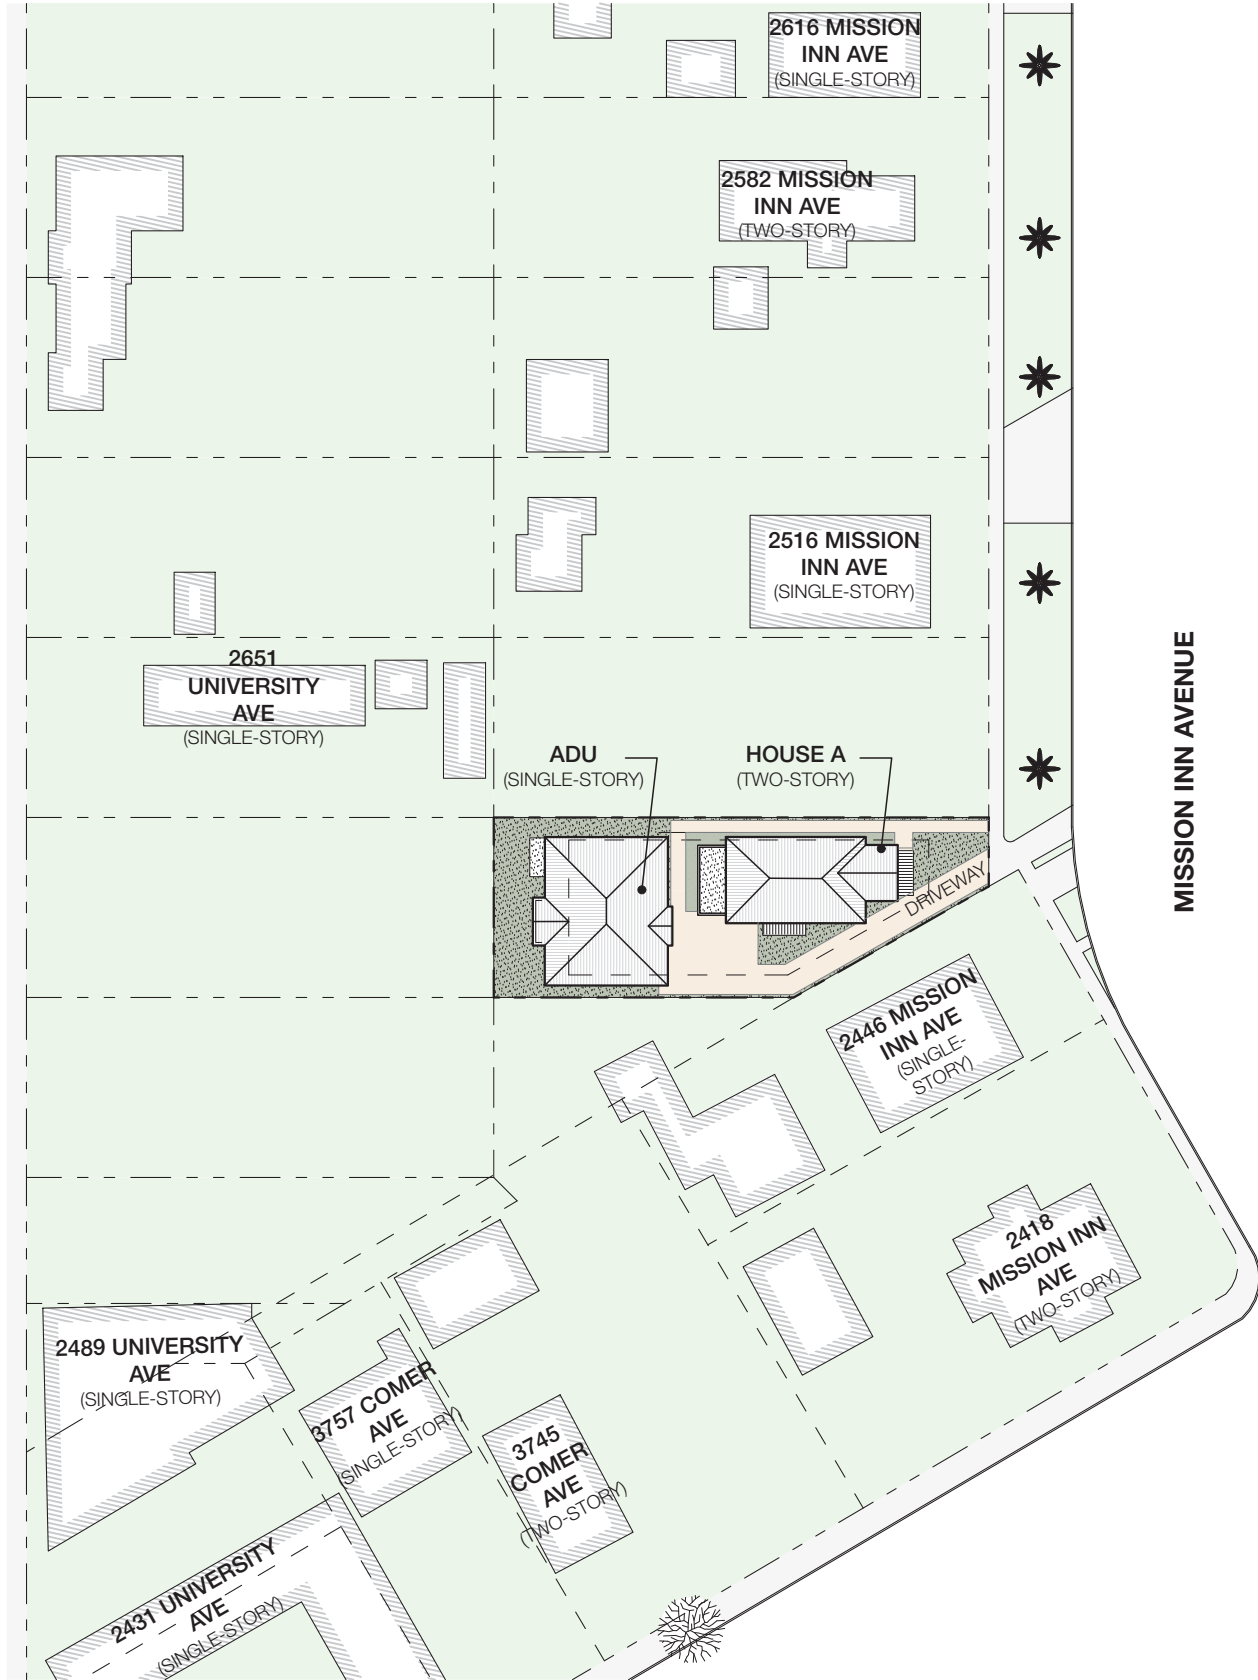 2616 MISSION
INN AVE
(SINGLE-STORY)
2582 MISSION
INN AVE
(TWO-STORY)
2516 MISSION
INN AVE
(SINGLE-STORY)
2651
UNIVERSITY
AVE
(SINGLE-STORY)
ADU
(SINGLE-STORY)
HOUSE A
(TWO-STORY)
MISSION INN AVENUE
DRIVEWAY
2446 MISSION
INN AVE
(SINGLE-
STORY)
2418
MISSION INN
AVE
(TWO-STORY)
2489 UNIVERSITY
AVE
(SINGLE-STORY)
3757 COMER
AVE
(SINGLE-STORY)
3745
COMER
AVE
(TWO-STORY)
2431 UNIVERSITY
AVE
(SINGLE-STORY)